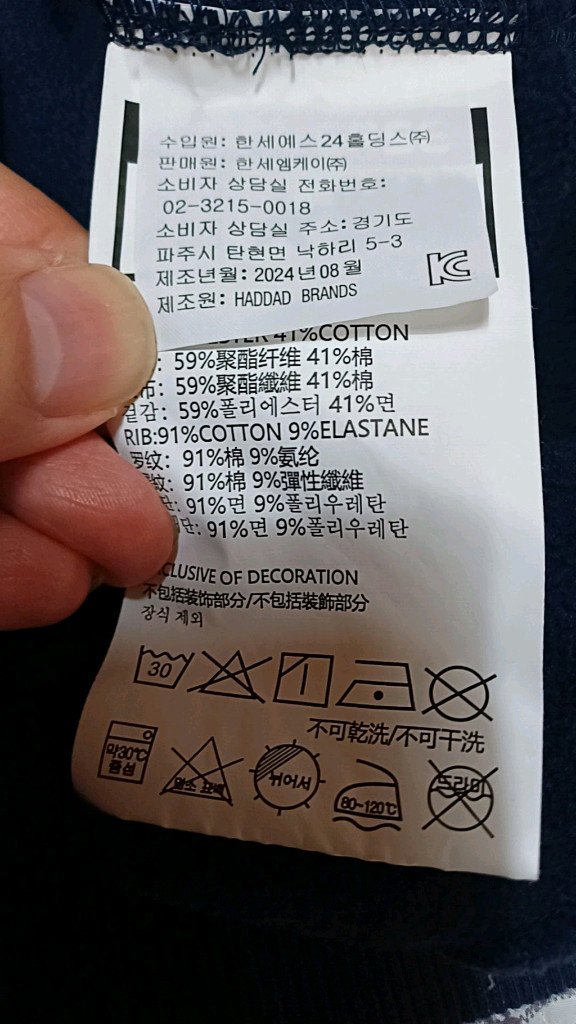 수입원: 한세예스24홀딩스(주)
판매원: 한세엠케이(주)
소비자 상담실 전화번호:
02-3215-0018
소비자 상담실 주소: 경기도
파주시 탄현면 낙하리 5-3
제조년월: 2024년 08월
제조원: HADDAD BRANDS
41%COTTON
: 59%聚酯纤维 41%棉
布: 59%聚酯纖維 41%棉
겉감: 59%폴리에스터 41%면
RIB:91%COTTON 9%ELASTANE
罗纹: 91%棉 9%氨纶
紋: 91%棉 9%彈性纖維
단: 91%면 9%폴리우레탄
단: 91%면 9%폴리우레탄
CLUSIVE OF DECORATION
不包括装饰部分/不包括裝飾部分
장식 제외
30
不可乾洗/不可干洗
약30℃
중성
염소 표백
뉘어서
80~120℃
드라이